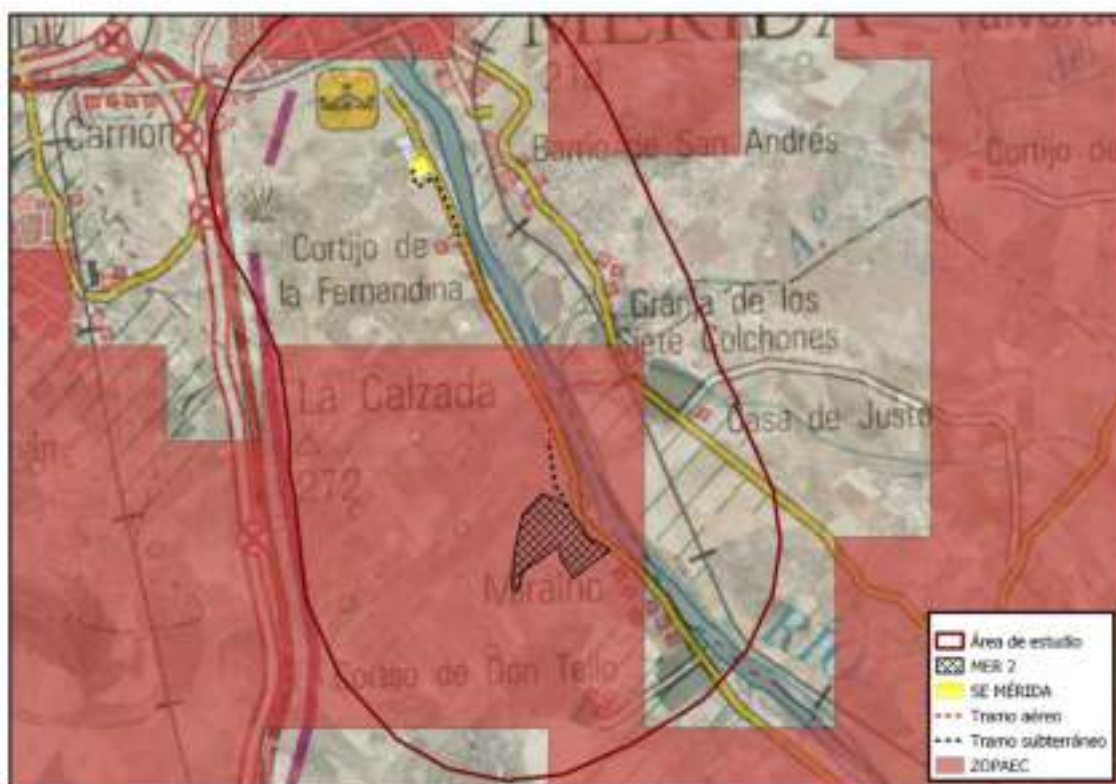 MÉRIDA
Carrion
Barrio de San Andrés
Cortijo de
Cortijo de
la Fernandina
A.
Granja de los
Siete Colchones
La Calzada
Casa de Justo
272
RÍO
Cortijo de Don Tello
Área de estudio
MER 2
SE MÉRIDA
Tramo aéreo
Tramo subterráneo
ZOPAEC